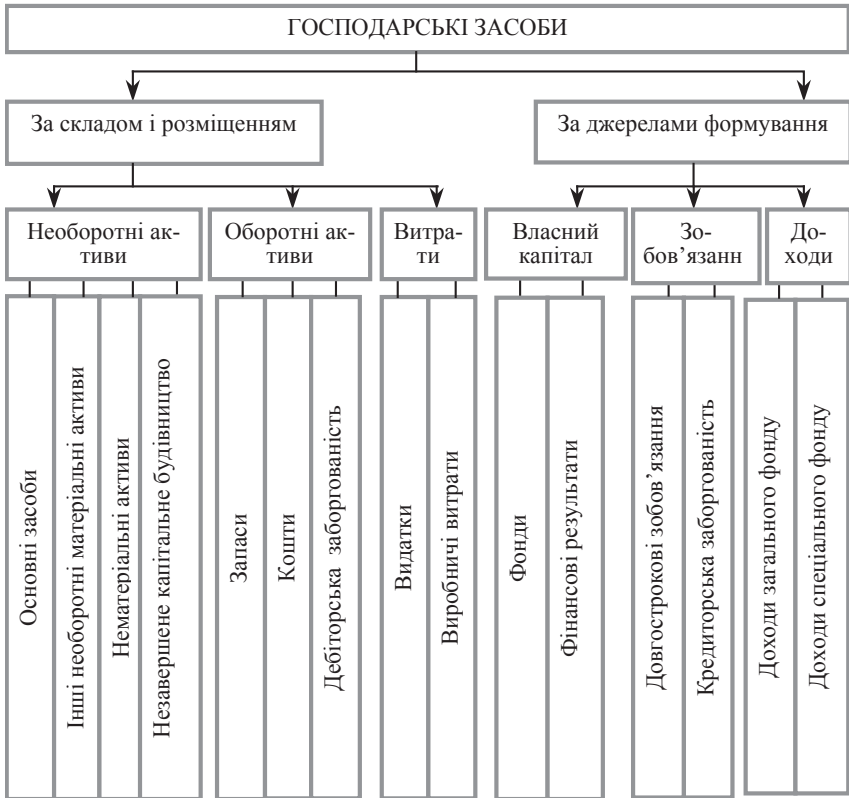 ГОСПОДАРСЬКІ ЗАСОБИ
За складом і розміщенням
За джерелами формування
Необоротні ак-
тиви
Оборотні ак-
тиви
Витра-
ти
Власний
капітал
Зо-
бов’язанн
До-
ходи
Основні засоби
Інші необоротні матеріальні активи
Нематеріальні активи
Незавершене капітальне будівництво
Запаси
Кошти
Дебіторська заборгованість
Видатки
Виробничі витрати
Фонди
Фінансові результати
Довгострокові зобов’язання
Кредиторська заборгованість
Доходи загального фонду
Доходи спеціального фонду